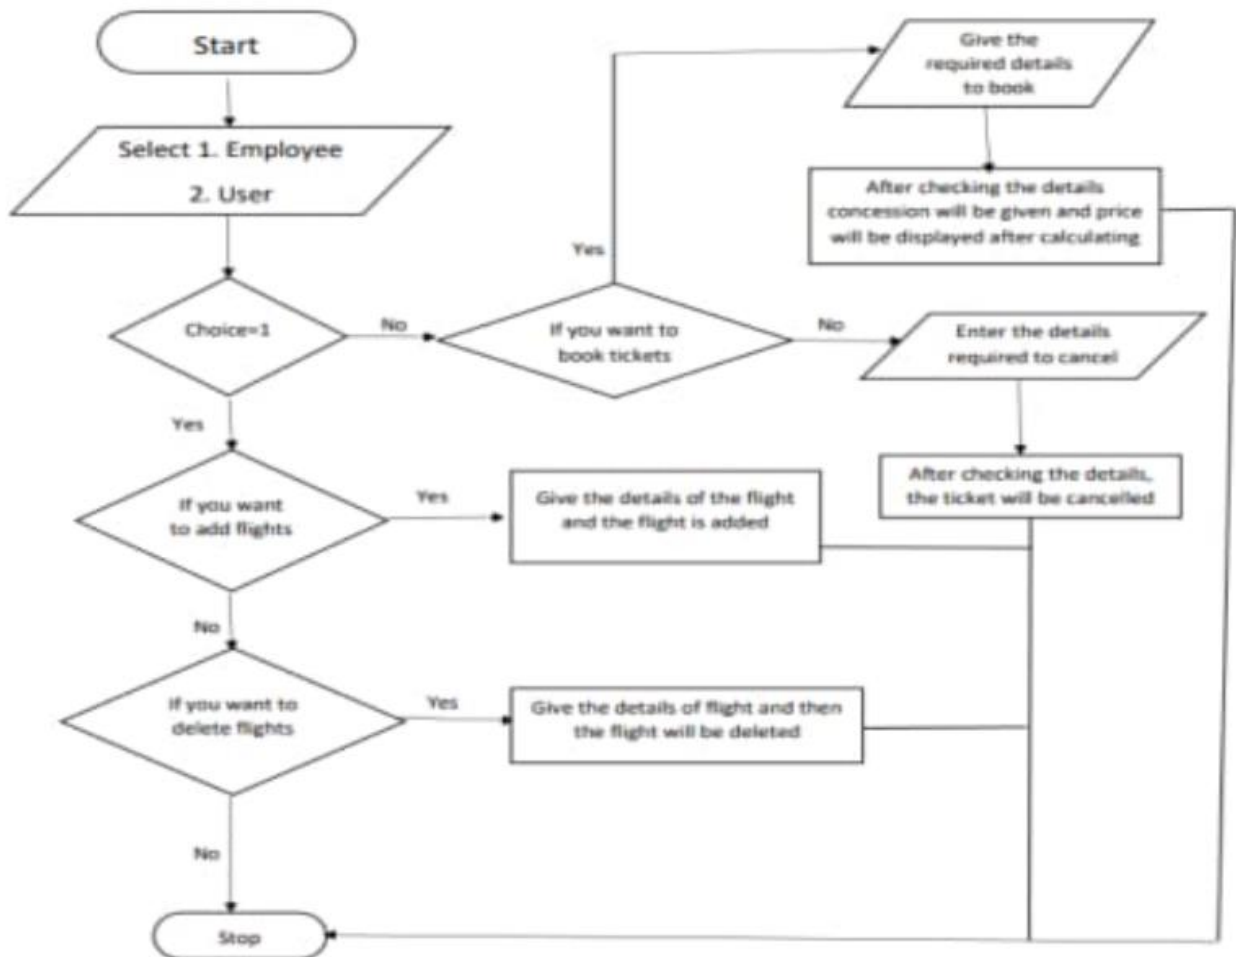 Start
Select 1. Employee
2. User
Choice=1
No
Yes
If you want to
book tickets
Yes
Give the
required details
to book
After checking the details
concession will be given and price
will be displayed after calculating
No
Enter the details
required to cancel
After checking the details,
the ticket will be cancelled
If you want
to add flights
Yes
Give the details of the flight
and the flight is added
No
If you want to
delete flights
Yes
Give the details of flight and then
the flight will be deleted
No
Stop